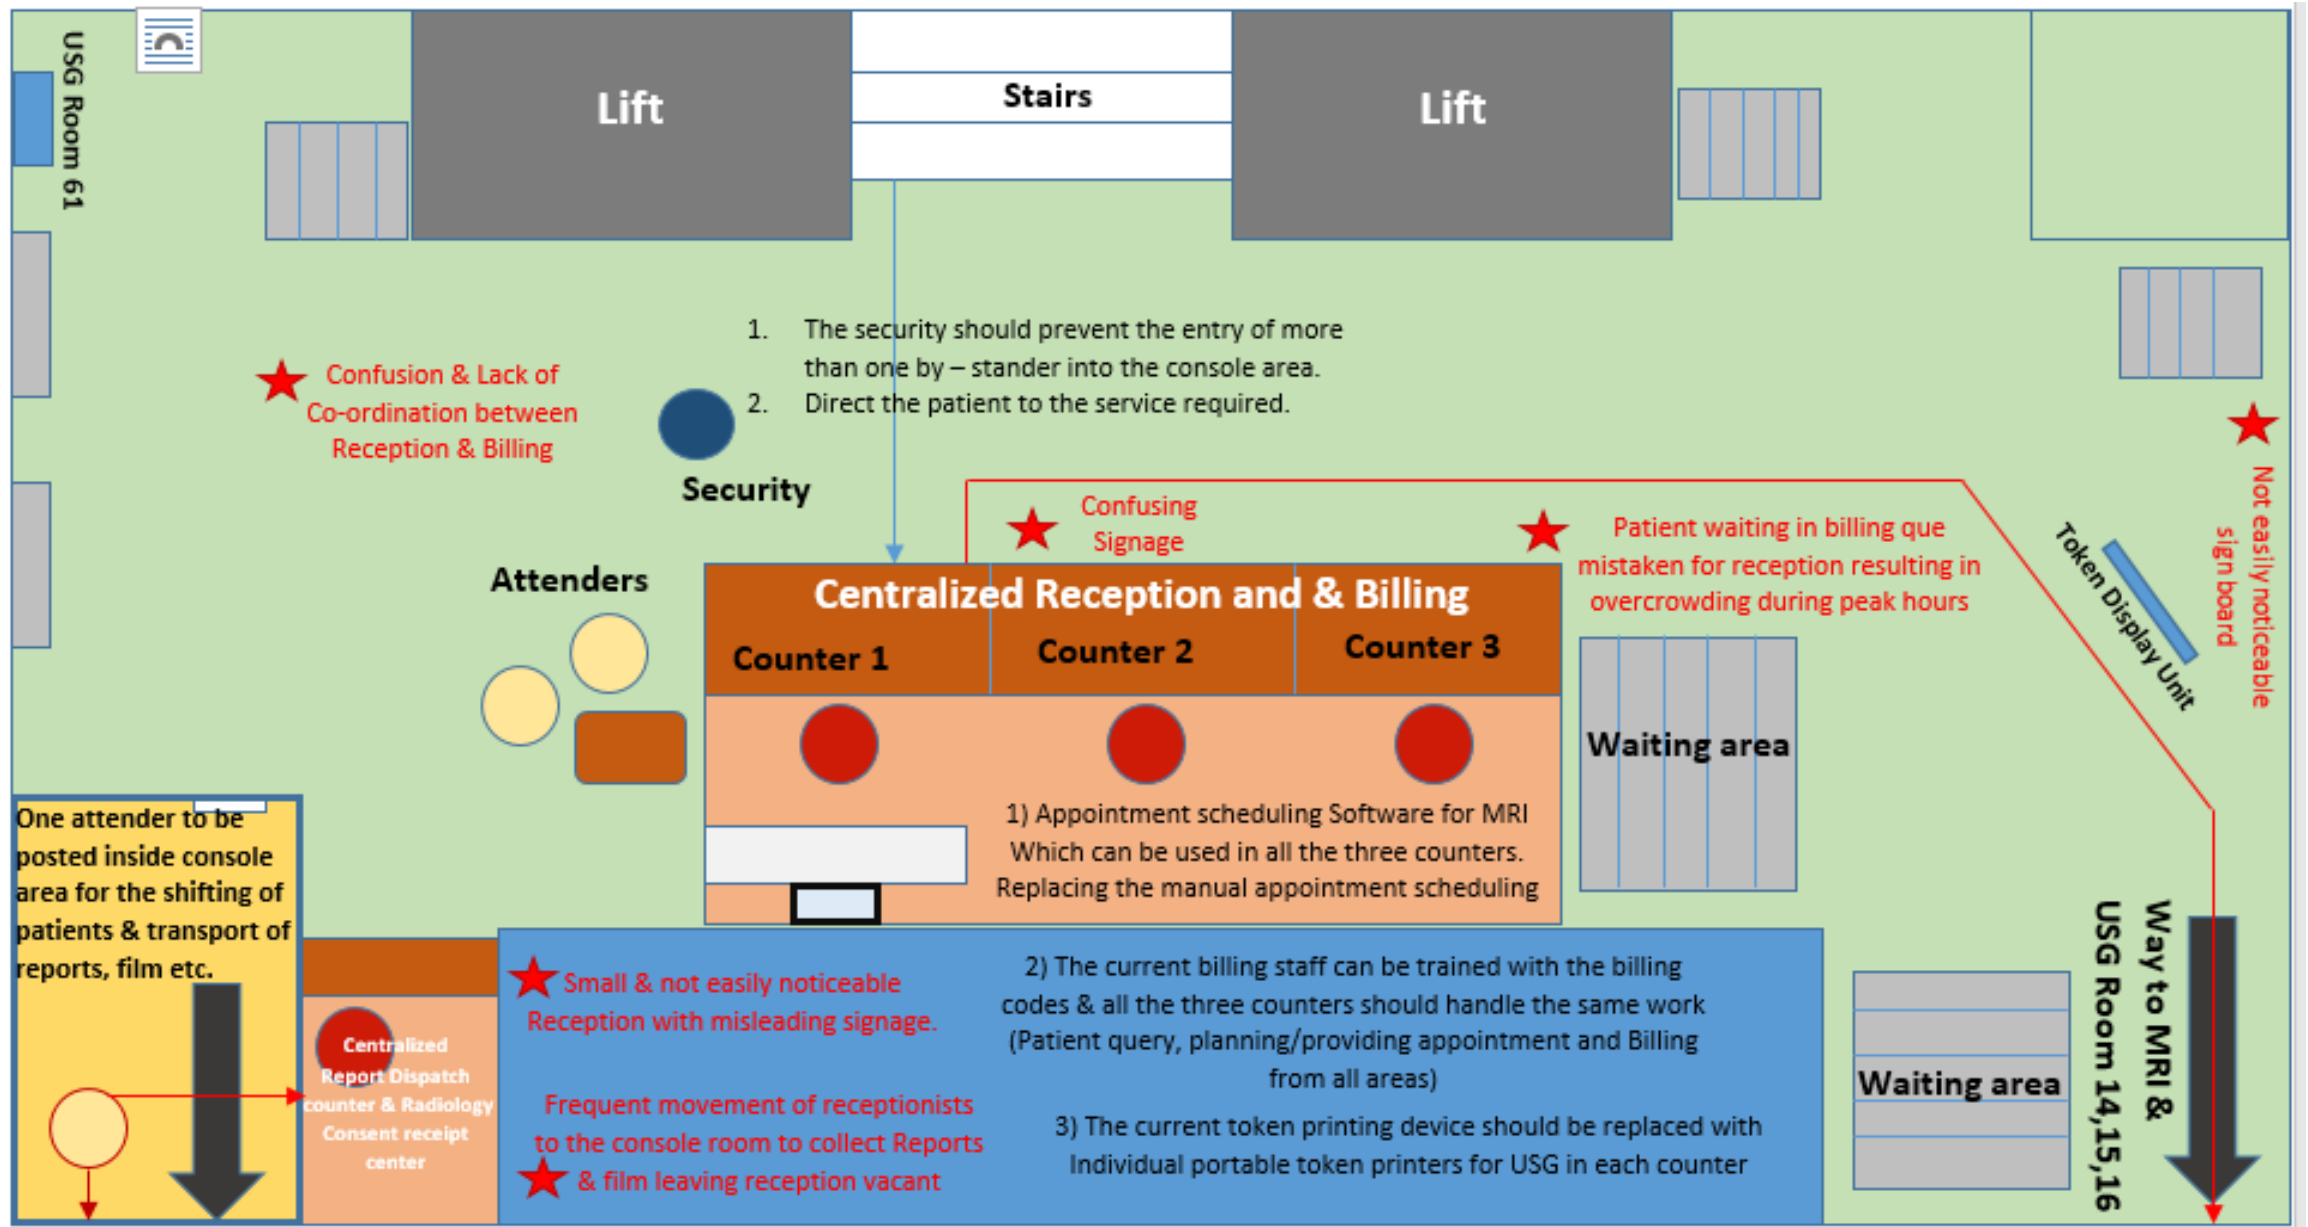 USG Room 61
Lift
Stairs
Lift
1. The security should prevent the entry of more
than one by – stander into the console area.
2. Direct the patient to the service required.
Confusion & Lack of
Co-ordination between
Reception & Billing
Security
Confusing
Signage
Patient waiting in billing que
mistaken for reception resulting in
overcrowding during peak hours
Not easily noticeable
sign board
Token Display Unit
Attenders
Centralized Reception and & Billing
Counter 1
Counter 2
Counter 3
Waiting area
1) Appointment scheduling Software for MRI
Which can be used in all the three counters.
Replacing the manual appointment scheduling
One attender to be
posted inside console
area for the shifting of
patients & transport of
reports, film etc.
Centralized
Report Dispatch
counter & Radiology
Consent receipt
center
Small & not easily noticeable
Reception with misleading signage.
Frequent movement of receptionists
to the console room to collect Reports
& film leaving reception vacant
2) The current billing staff can be trained with the billing
codes & all the three counters should handle the same work
(Patient query, planning/providing appointment and Billing
from all areas)
3) The current token printing device should be replaced with
Individual portable token printers for USG in each counter
Waiting area
Way to MRI &
USG Room 14,15,16